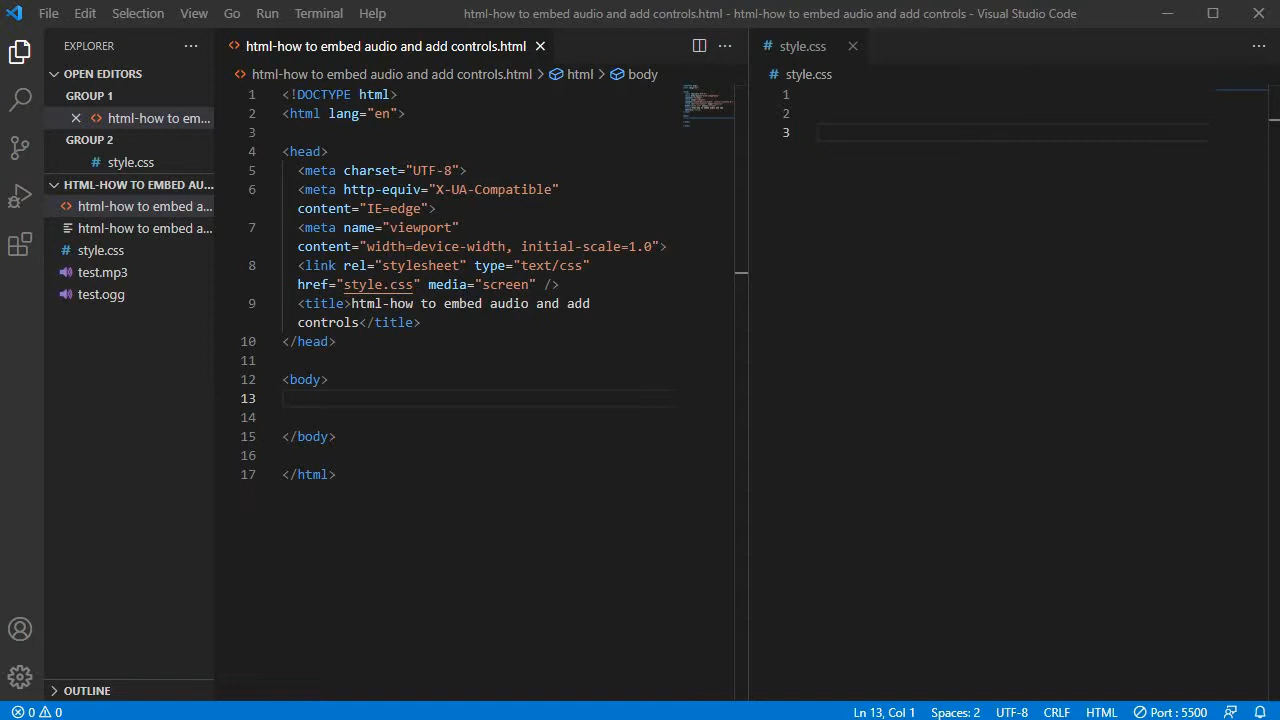 File Edit Selection View Go Run Terminal Help html-how to embed audio and add controls.html - html-how to embed audio and add controls - Visual Studio Code
EXPLORER
OPEN EDITORS
GROUP 1
html-how to em...
GROUP 2
# style.css
HTML-HOW TO EMBED AU...
html-how to embed a...
html-how to embed a...
# style.css
test.mp3
test.ogg
OUTLINE
html-how to embed audio and add controls.html
html-how to embed audio and add controls.html > html > body
1 <!DOCTYPE html>
2 <html lang="en">
3
4 <head>
5 <meta charset="UTF-8">
6 <meta http-equiv="X-UA-Compatible"
content="IE=edge">
7 <meta name="viewport"
content="width=device-width, initial-scale=1.0">
8 <link rel="stylesheet" type="text/css"
href="style.css" media="screen" />
9 <title>html-how to embed audio and add
controls</title>
10 </head>
11
12 <body>
13
14
15 </body>
16
17 </html>
# style.css
# style.css
1
2
3
0 0 Ln 13, Col 1 Spaces: 2 UTF-8 CRLF HTML Port : 5500